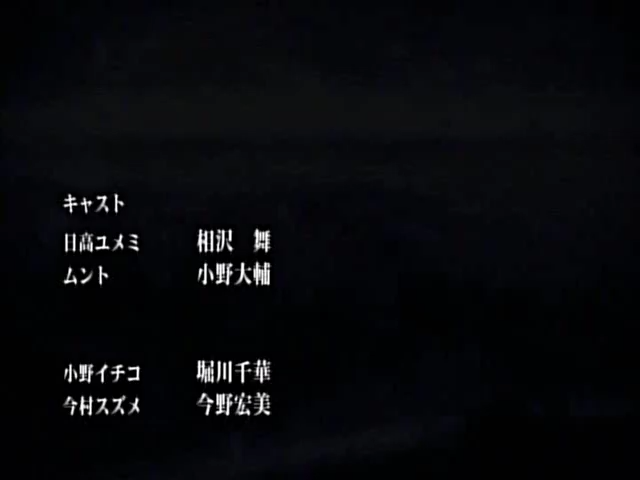 キャスト
日高ユメミ 相沢 舞
ムント 小野大輔
小野イチコ 堀川千華
今村スズメ 今野宏美